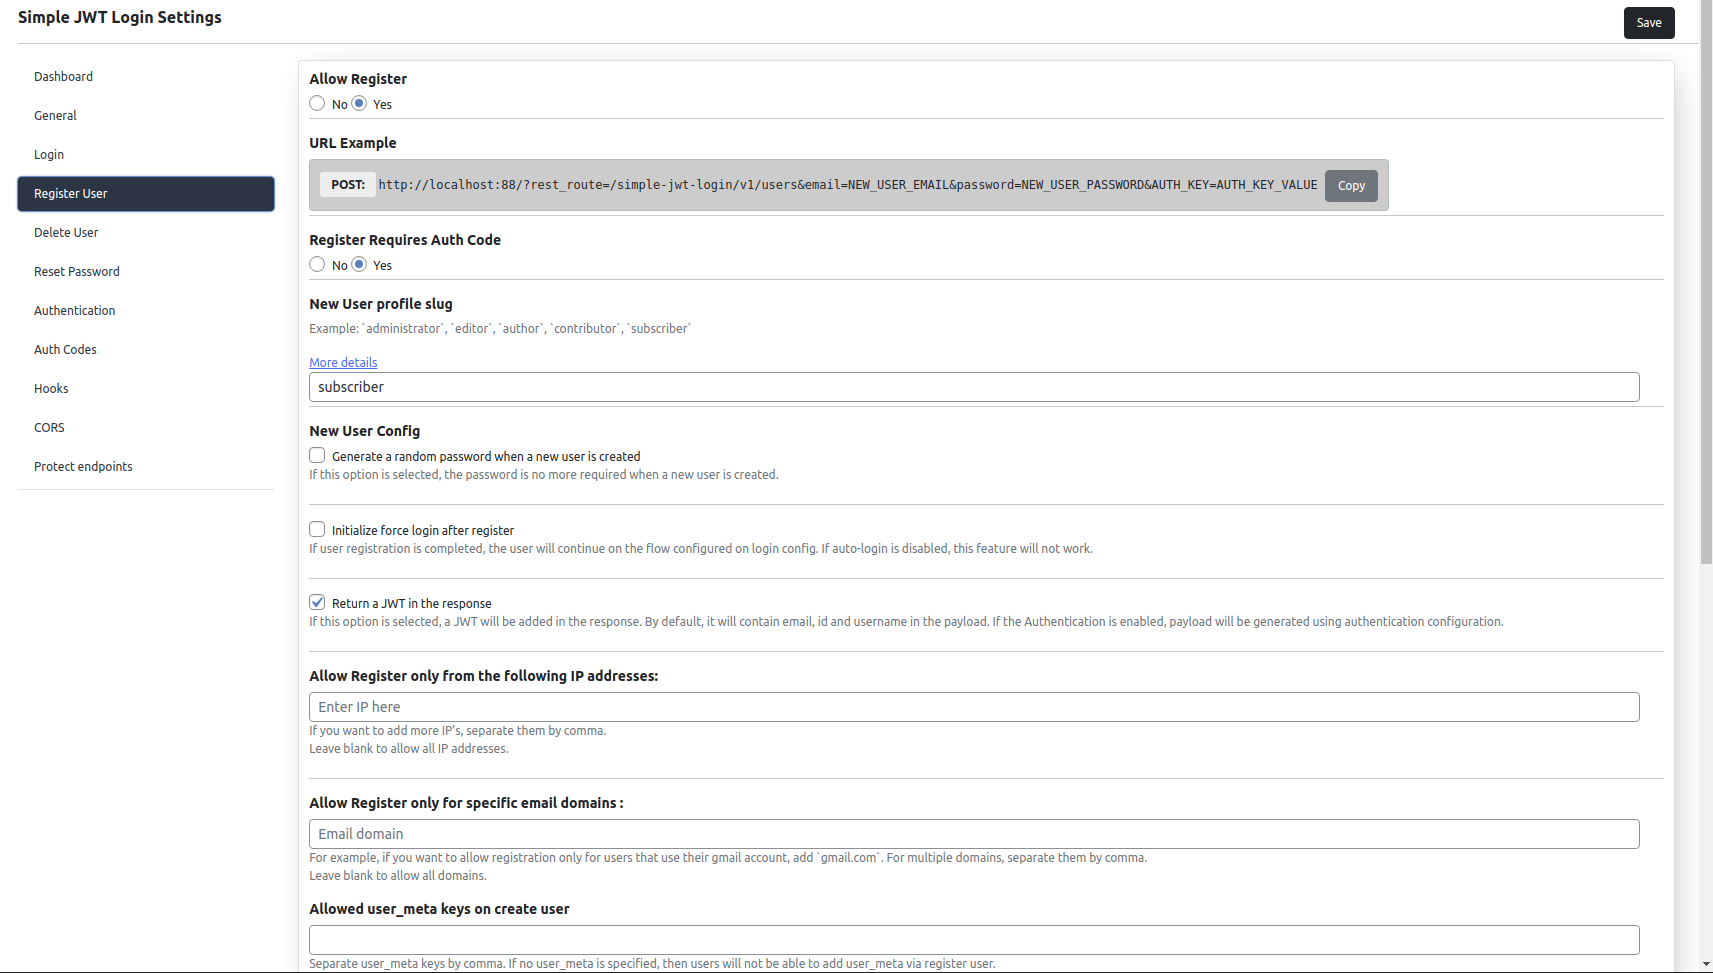 Simple JWT Login Settings
Save
Dashboard
General
Login
Register User
Delete User
Reset Password
Authentication
Auth Codes
Hooks
CORS
Protect endpoints
Allow Register
No Yes
URL Example
POST: http://localhost:88/?rest_route=/simple-jwt-login/v1/users&email=NEW_USER_EMAIL&password=NEW_USER_PASSWORD&AUTH_KEY=AUTH_KEY_VALUE Copy
Register Requires Auth Code
No Yes
New User profile slug
Example: `administrator`, `editor`, `author`, `contributor`, `subscriber`
More details
subscriber
New User Config
Generate a random password when a new user is created
If this option is selected, the password is no more required when a new user is created.
Initialize force login after register
If user registration is completed, the user will continue on the flow configured on login config. If auto-login is disabled, this feature will not work.
Return a JWT in the response
If this option is selected, a JWT will be added in the response. By default, it will contain email, id and username in the payload. If the Authentication is enabled, payload will be generated using authentication configuration.
Allow Register only from the following IP addresses:
Enter IP here
If you want to add more IP's, separate them by comma.
Leave blank to allow all IP addresses.
Allow Register only for specific email domains :
Email domain
For example, if you want to allow registration only for users that use their gmail account, add `gmail.com`. For multiple domains, separate them by comma.
Leave blank to allow all domains.
Allowed user_meta keys on create user
Separate user_meta keys by comma. If no user_meta is specified, then users will not be able to add user_meta via register user.